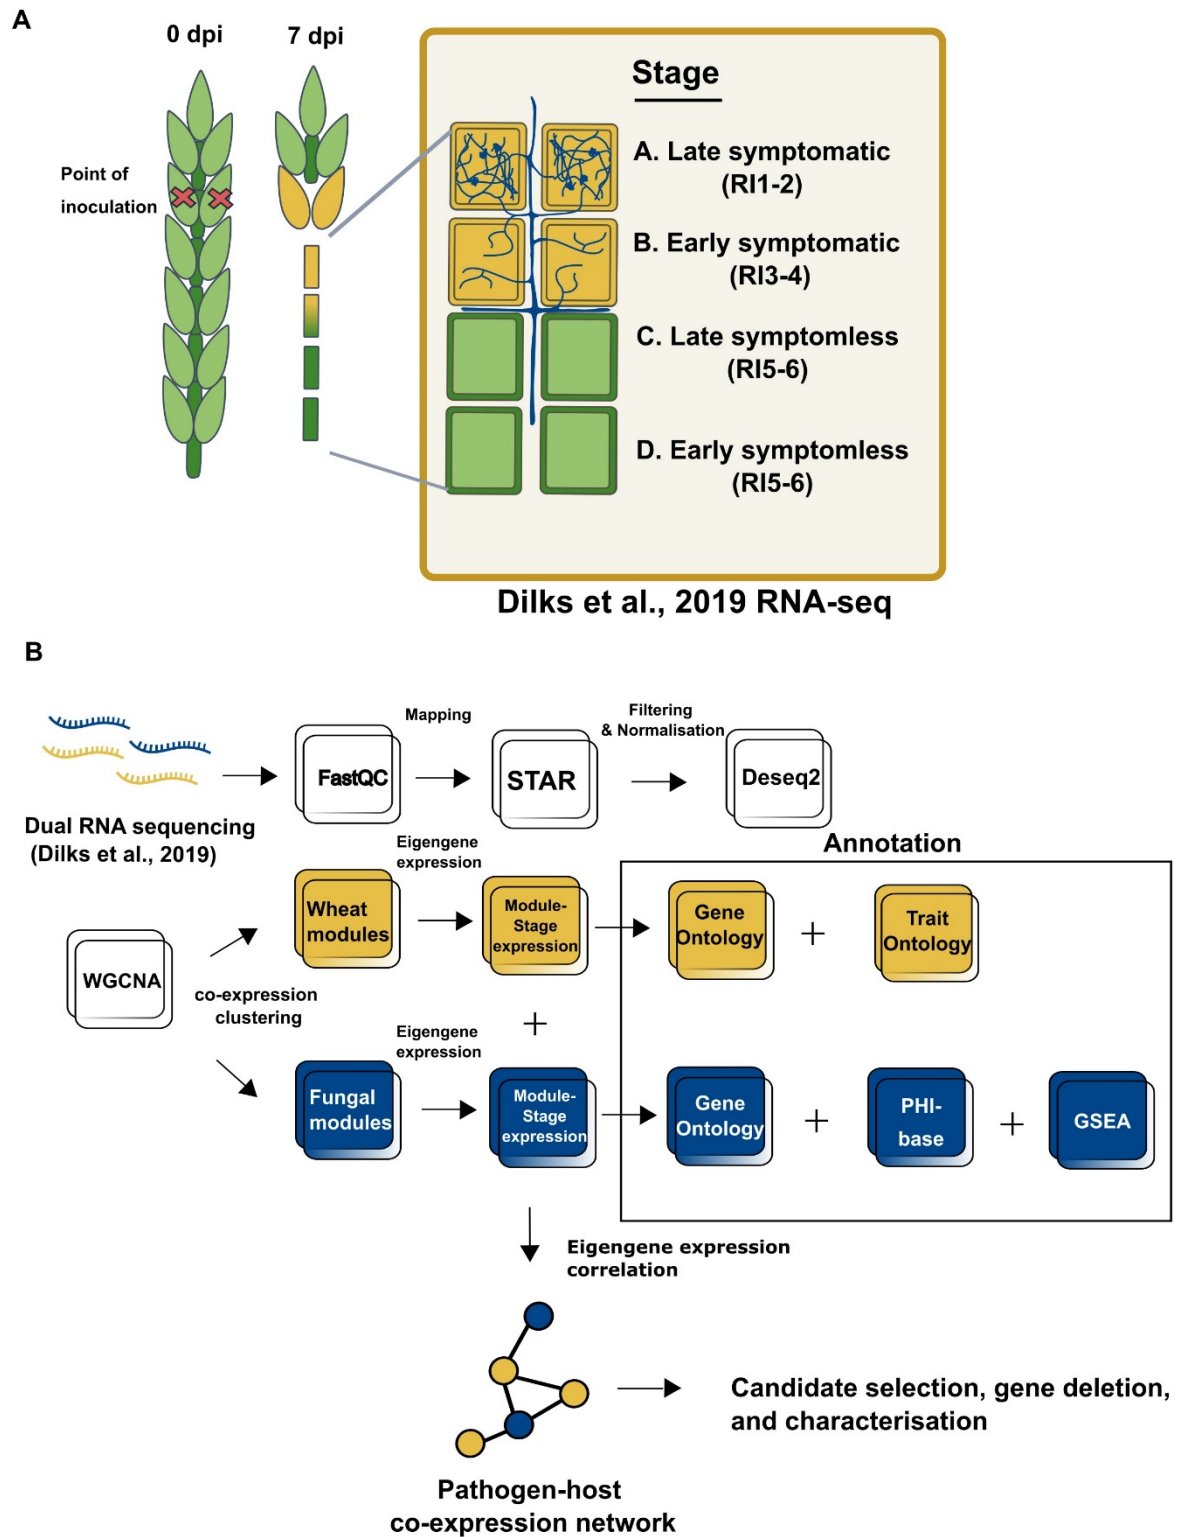 A
0 dpi
7 dpi
Point of
inoculation
Stage
A. Late symptomatic
(RI1-2)
B. Early symptomatic
(RI3-4)
C. Late symptomless
(RI5-6)
D. Early symptomless
(RI5-6)
Dilks et al., 2019 RNA-seq
B
Dual RNA sequencing
(Dilks et al., 2019)
FastQC
Mapping
STAR
Filtering
& Normalisation
Deseq2
Annotation
WGCNA
co-expression
clustering
Wheat
modules
Eigengene
expression
Module-
Stage
expression
Gene
Ontology
+
Trait
Ontology
+
Fungal
modules
Eigengene
expression
Module-
Stage
expression
Gene
Ontology
+
PHI-
base
+
GSEA
Eigengene expression
correlation
Pathogen-host
co-expression network
Candidate selection, gene deletion,
and characterisation